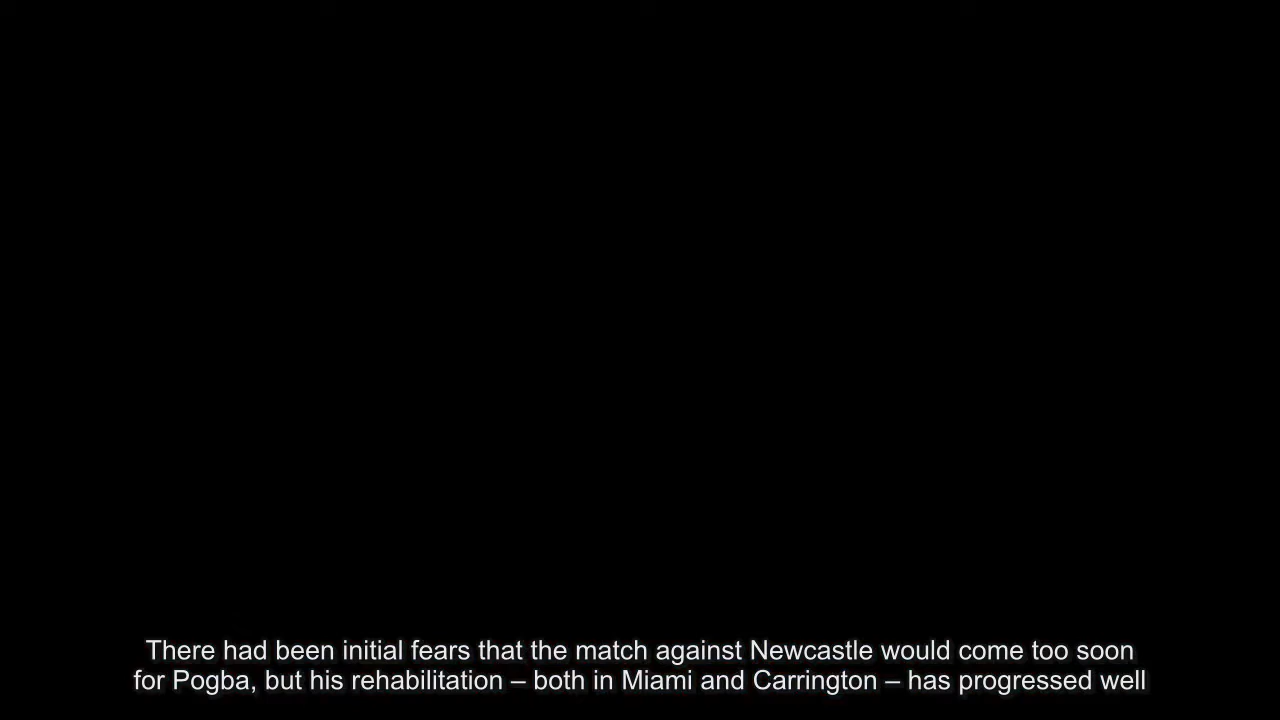 There had been initial fears that the match against Newcastle would come too soon
for Pogba, but his rehabilitation – both in Miami and Carrington – has progressed well